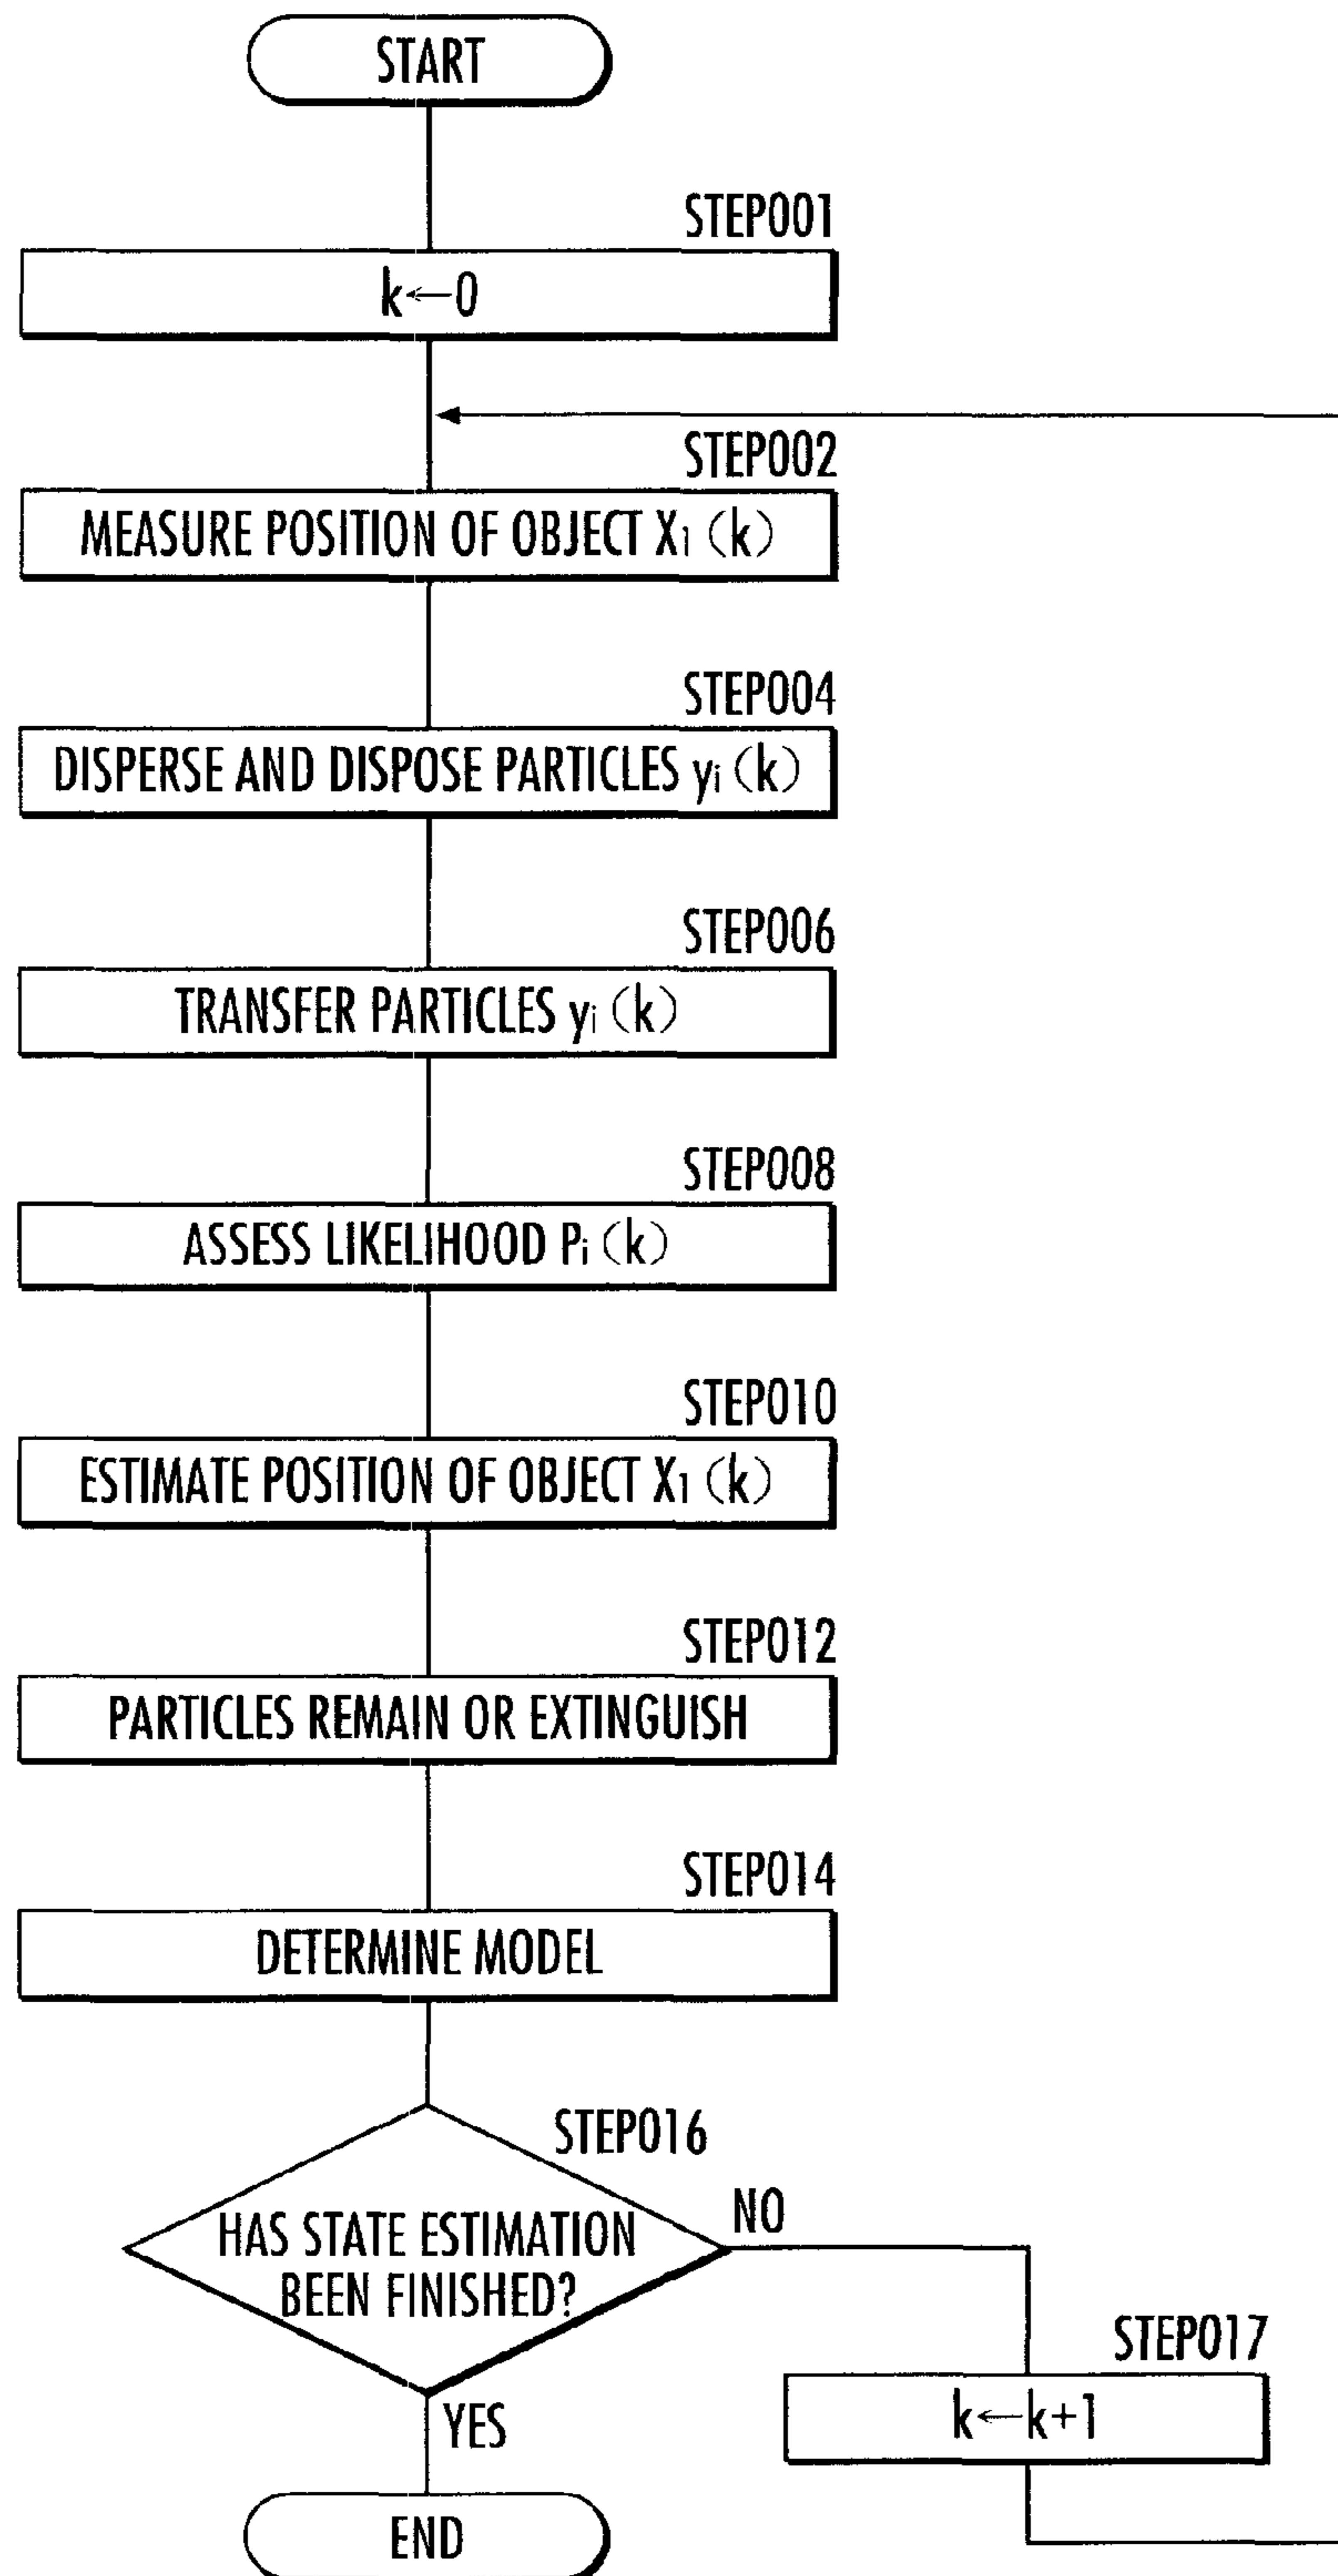 START
STEP001
k←0
STEP002
MEASURE POSITION OF OBJECT X1 (k)
STEP004
DISPERSE AND DISPOSE PARTICLES yi (k)
STEP006
TRANSFER PARTICLES yi (k)
STEP008
ASSESS LIKELIHOOD Pi (k)
STEP010
ESTIMATE POSITION OF OBJECT X1 (k)
STEP012
PARTICLES REMAIN OR EXTINGUISH
STEP014
DETERMINE MODEL
STEP016
HAS STATE ESTIMATION
BEEN FINISHED?
NO
STEP017
k←k+1
YES
END